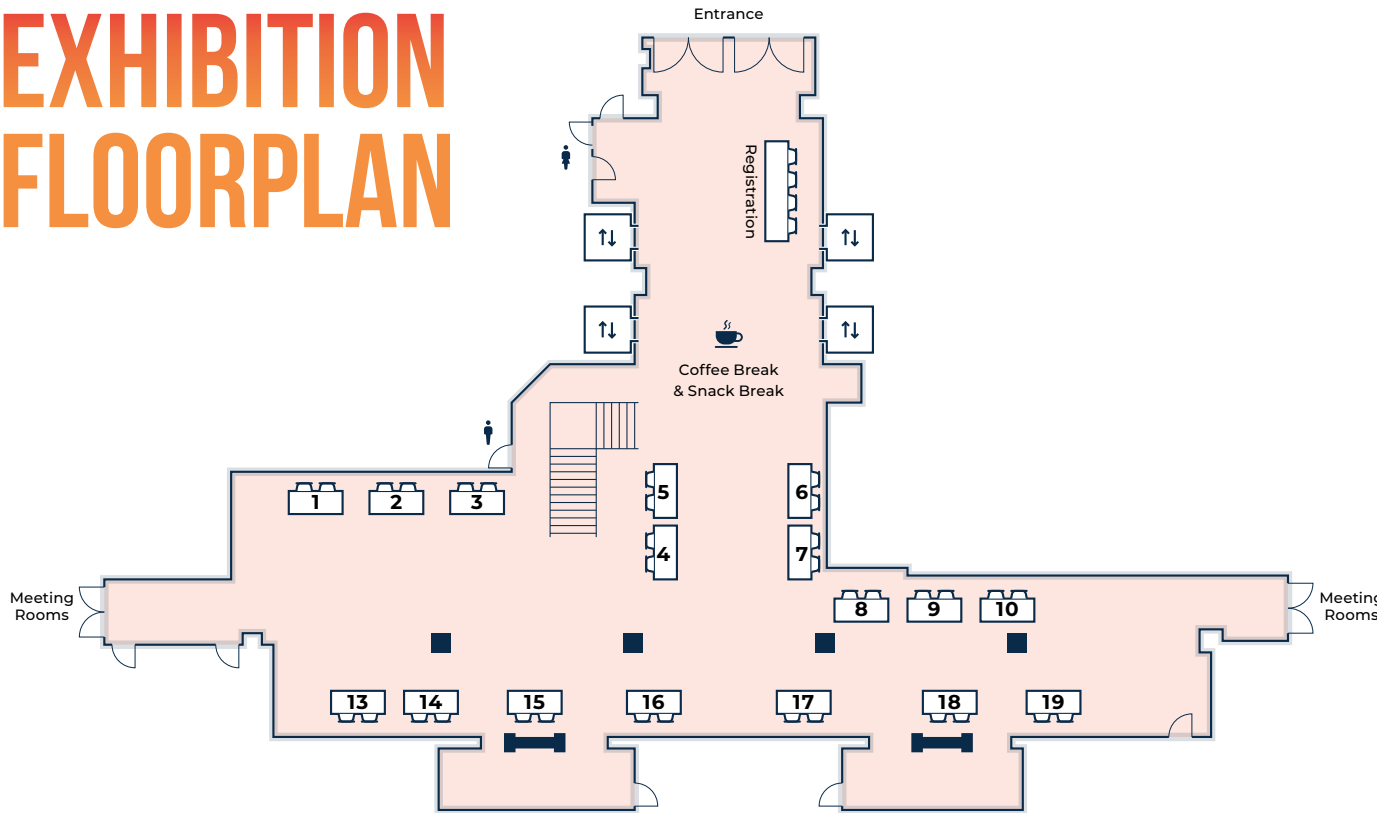 EXHIBITION
FLOORPLAN
Entrance
Registration
Coffee Break
& Snack Break
1
2
3
5
6
4
7
Meeting
Rooms
8
9
10
Meeting
Rooms
13
14
15
16
17
18
19